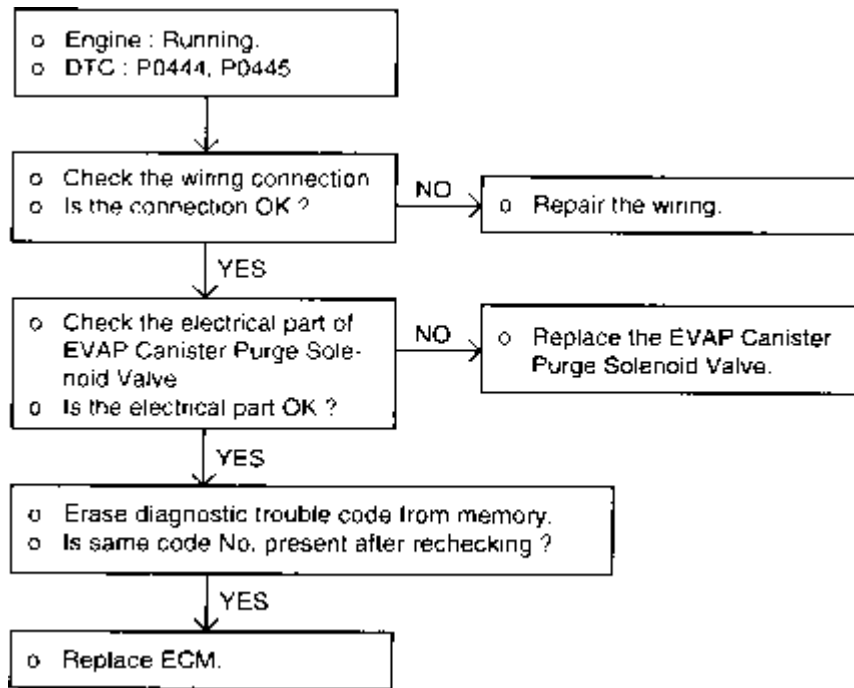 o Engine : Running.
o DTC : P0444, P0445
o Check the wiring connection
o Is the connection OK ?
NO
o Repair the wiring.
YES
o Check the electrical part of
EVAP Canister Purge Sole-
noid Valve
o Is the electrical part OK ?
NO
o Replace the EVAP Canister
Purge Solenoid Valve.
YES
o Erase diagnostic trouble code from memory.
o Is same code No, present after rechecking ?
YES
o Replace ECM.